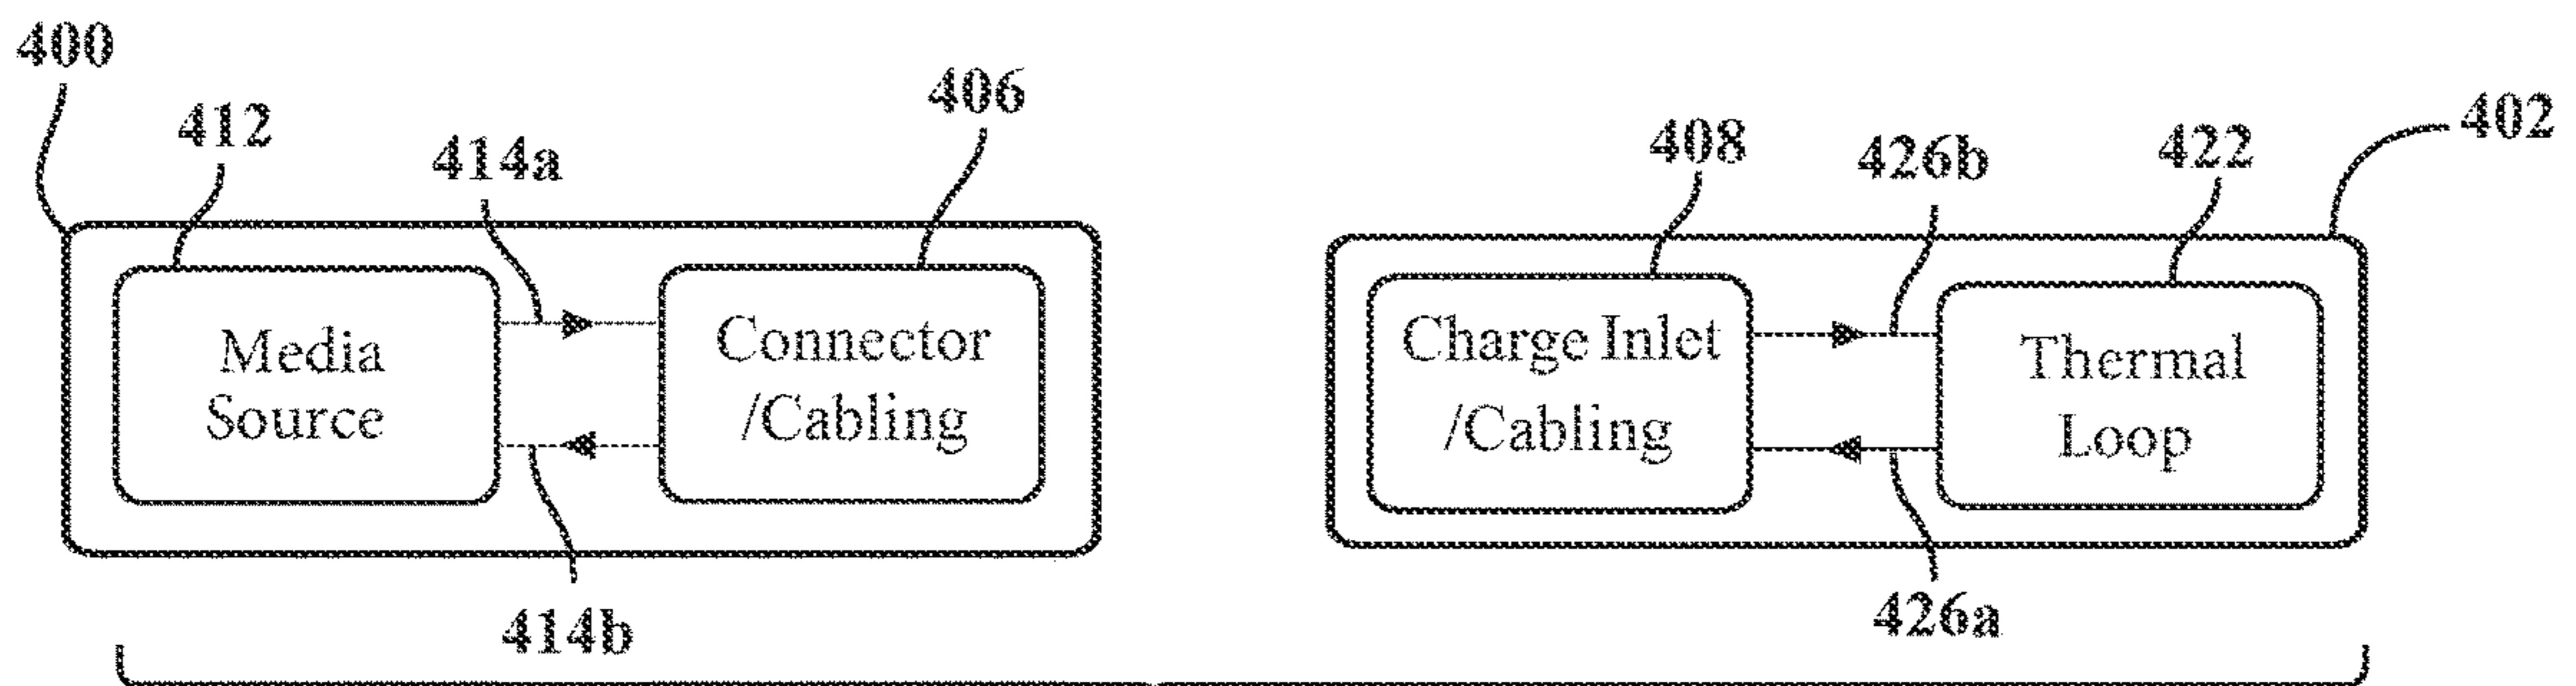 400
412
414a
406
408
426b
422
402
Media
Source
Connector
/Cabling
Charge Inlet
/Cabling
Thermal
Loop
414b
426a